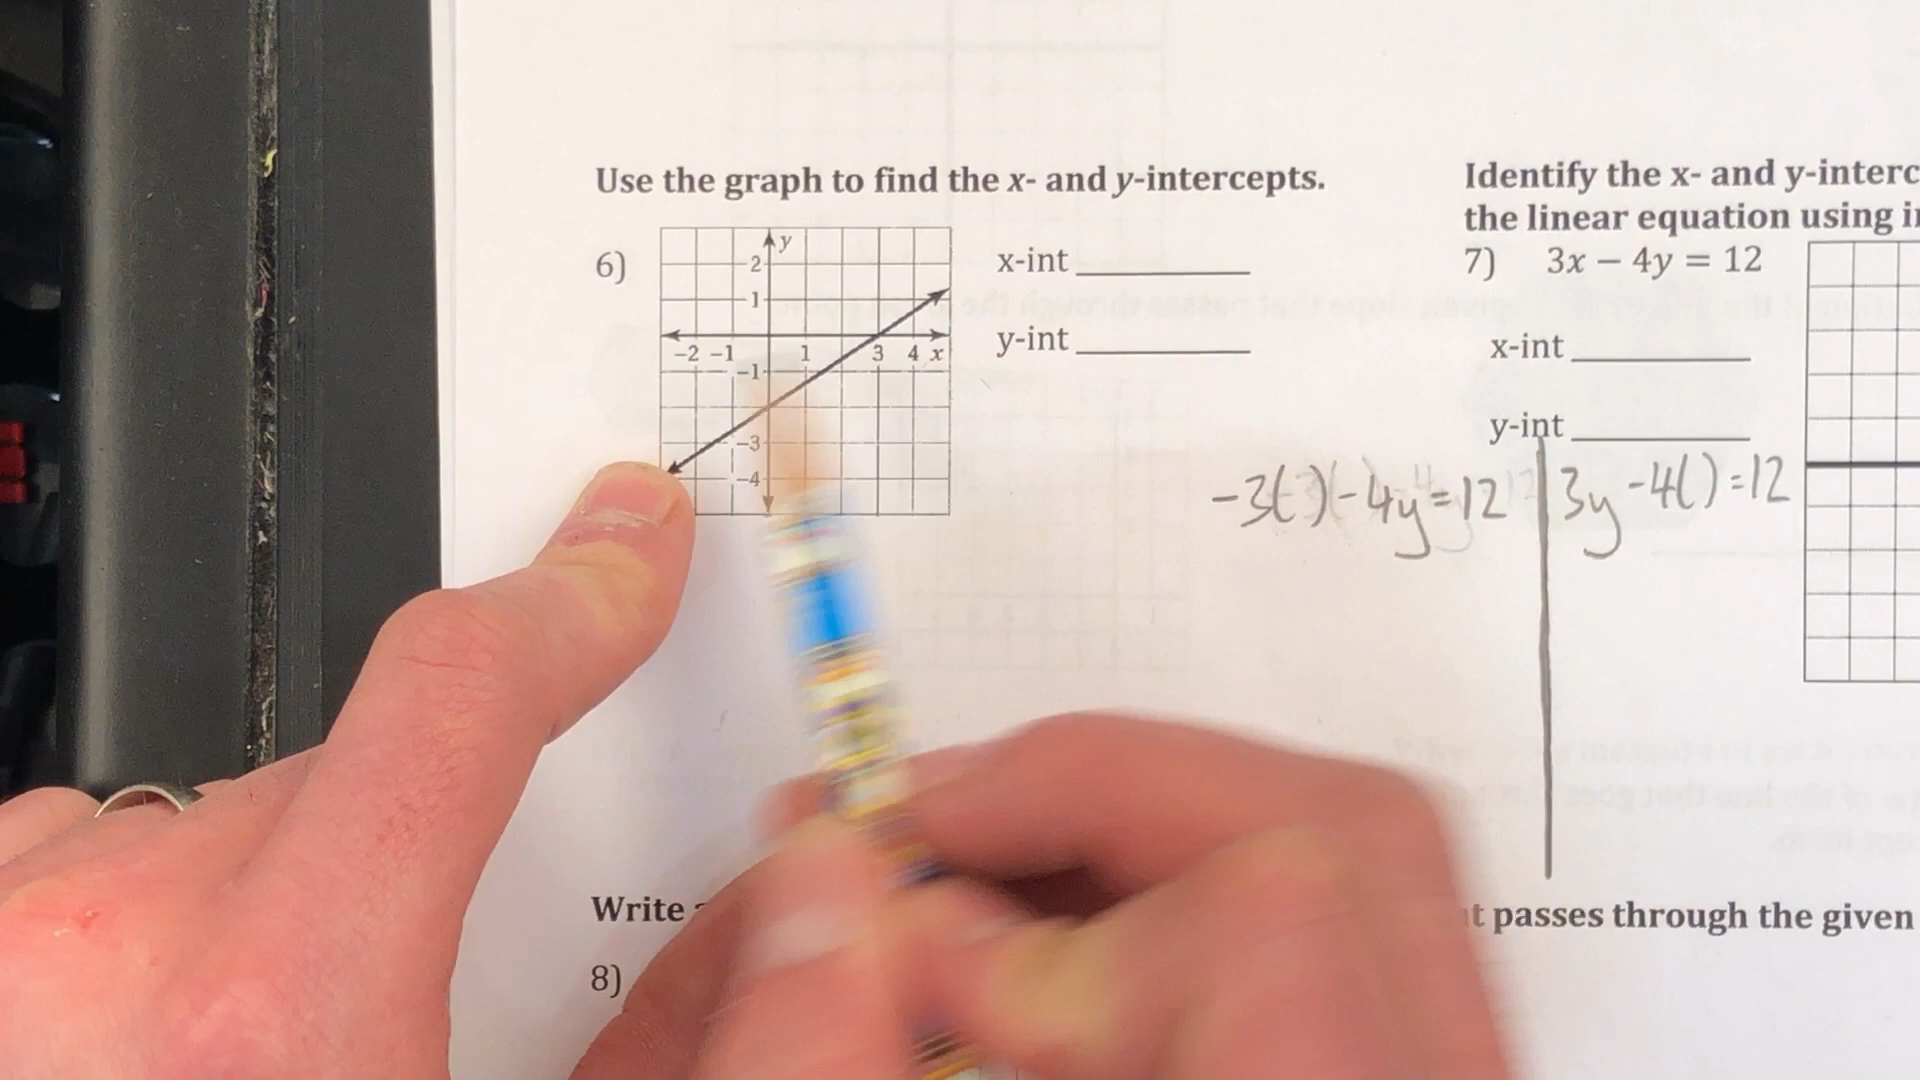 Use the graph to find the x- and y-intercepts.
6)
y
2
1
-2 -1 1 3 4 x
-1
-3
-4
x-int
y-int
Identify the x- and y-interc
the linear equation using i
7) 3x − 4y = 12
x-int
y-int
-3( )-4y=12
3y-4( )=12
Write
t passes through the given
8)